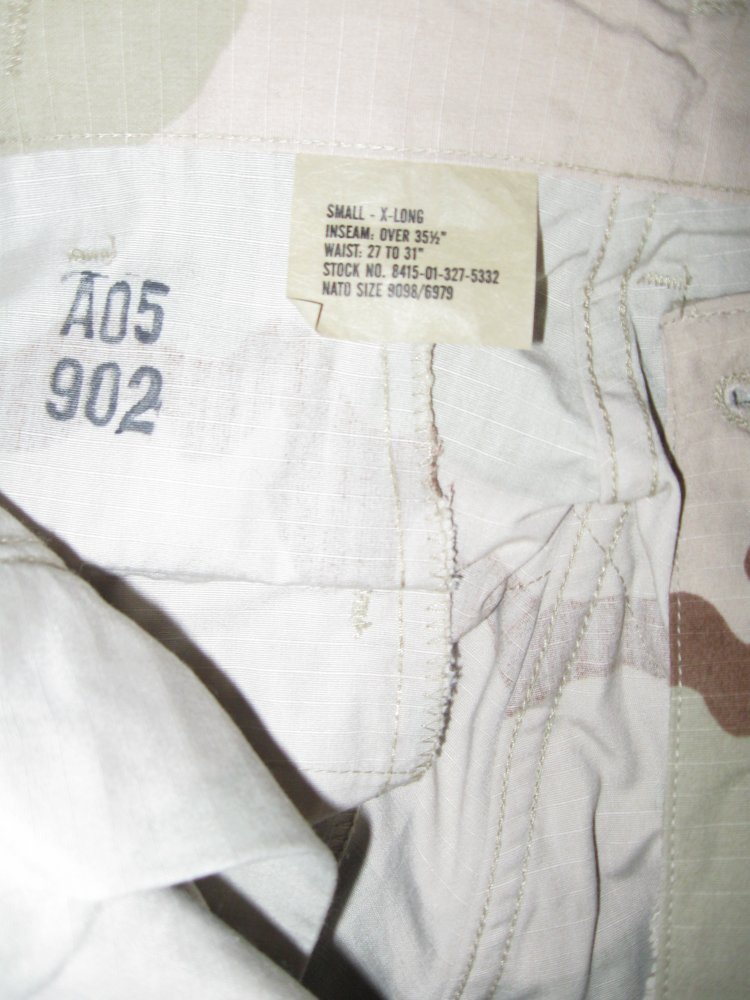 SMALL - X-LONG
INSEAM: OVER 35½"
WAIST: 27 TO 31"
STOCK NO. 8415-01-327-5332
NATO SIZE 9098/6979
A05
902